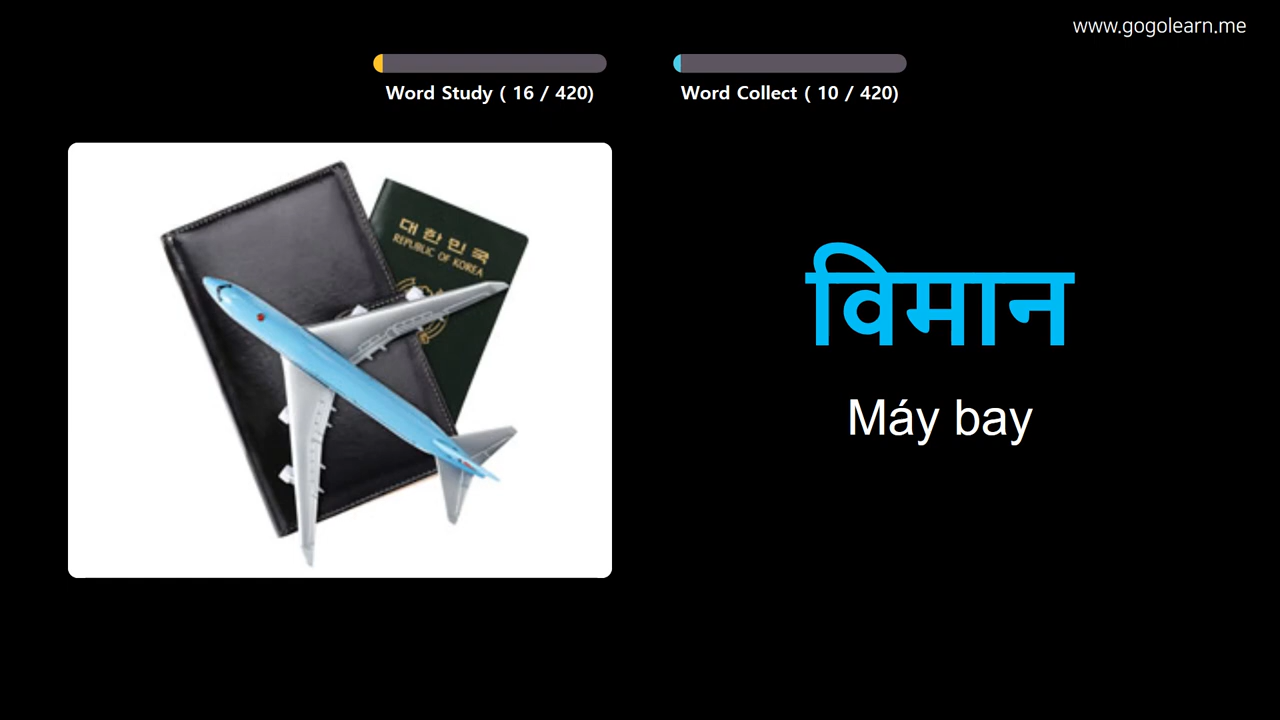 www.gogolearn.me
Word Study ( 16 / 420)
Word Collect ( 10 / 420)
대한민국
REPUBLIC OF KOREA
विमान
Máy bay